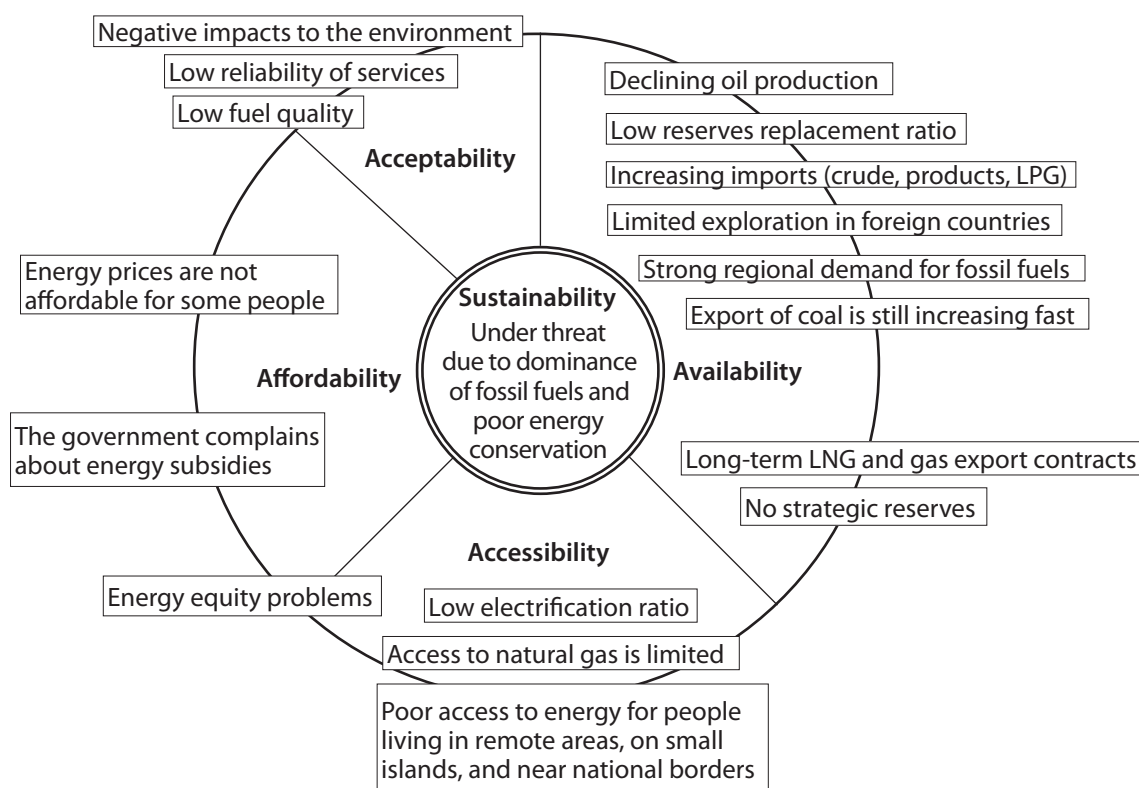 Negative impacts to the environment
Low reliability of services
Low fuel quality
Acceptability
Declining oil production
Low reserves replacement ratio
Increasing imports (crude, products, LPG)
Limited exploration in foreign countries
Strong regional demand for fossil fuels
Export of coal is still increasing fast
Availability
Long-term LNG and gas export contracts
No strategic reserves
Energy prices are not
affordable for some people
Affordability
The government complains
about energy subsidies
Energy equity problems
Sustainability
Under threat
due to dominance
of fossil fuels and
poor energy
conservation
Accessibility
Low electrification ratio
Access to natural gas is limited
Poor access to energy for people
living in remote areas, on small
islands, and near national borders